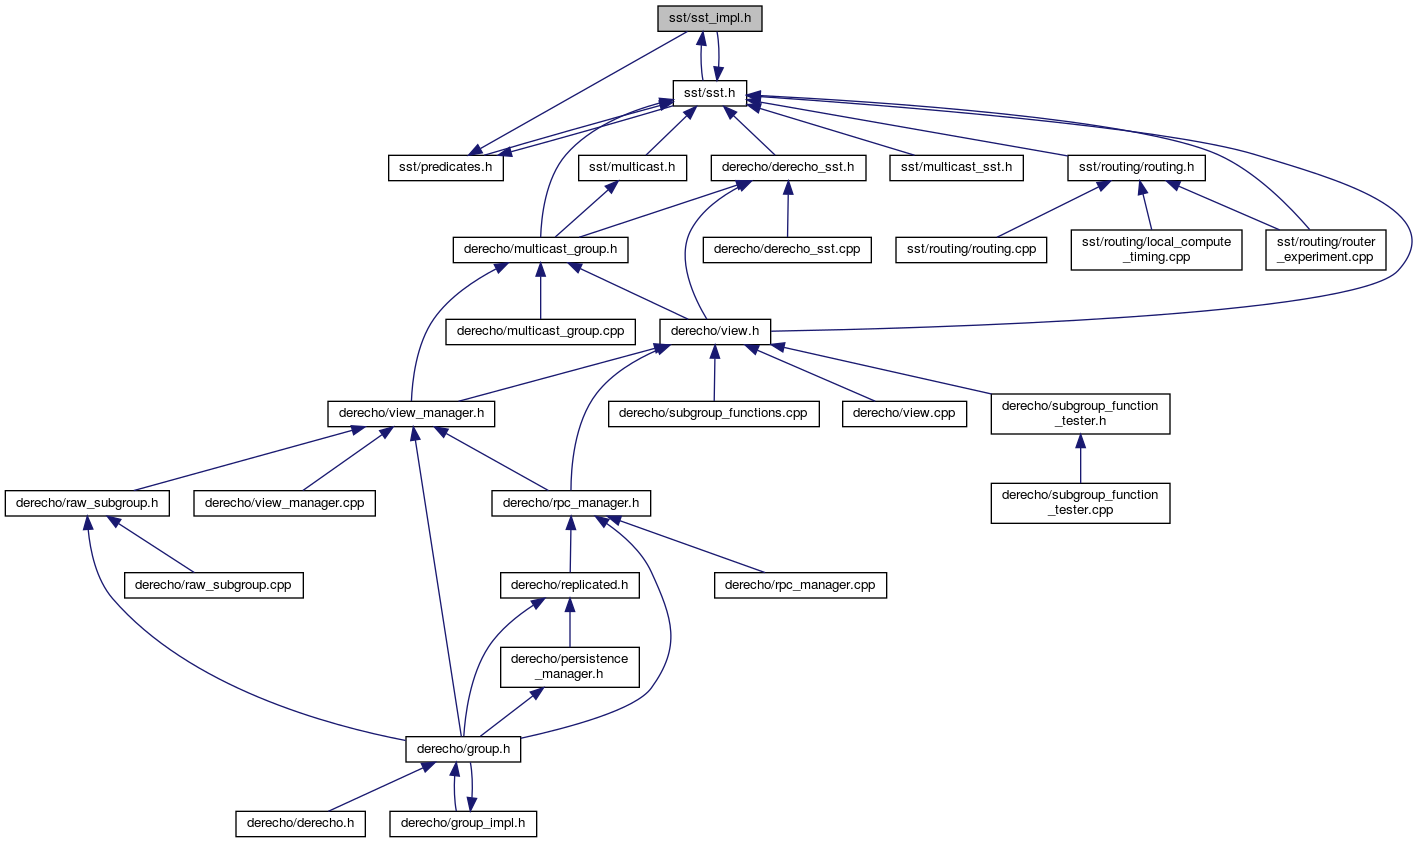 sst/sst_impl.h
sst/sst.h
sst/predicates.h
sst/multicast.h
derecho/derecho_sst.h
sst/multicast_sst.h
sst/routing/routing.h
derecho/multicast_group.h
derecho/derecho_sst.cpp
sst/routing/routing.cpp
sst/routing/local_compute
_timing.cpp
sst/routing/router
_experiment.cpp
derecho/multicast_group.cpp
derecho/view.h
derecho/view_manager.h
derecho/subgroup_functions.cpp
derecho/view.cpp
derecho/subgroup_function
_tester.h
derecho/raw_subgroup.h
derecho/view_manager.cpp
derecho/rpc_manager.h
derecho/subgroup_function
_tester.cpp
derecho/raw_subgroup.cpp
derecho/replicated.h
derecho/rpc_manager.cpp
derecho/persistence
_manager.h
derecho/group.h
derecho/derecho.h
derecho/group_impl.h